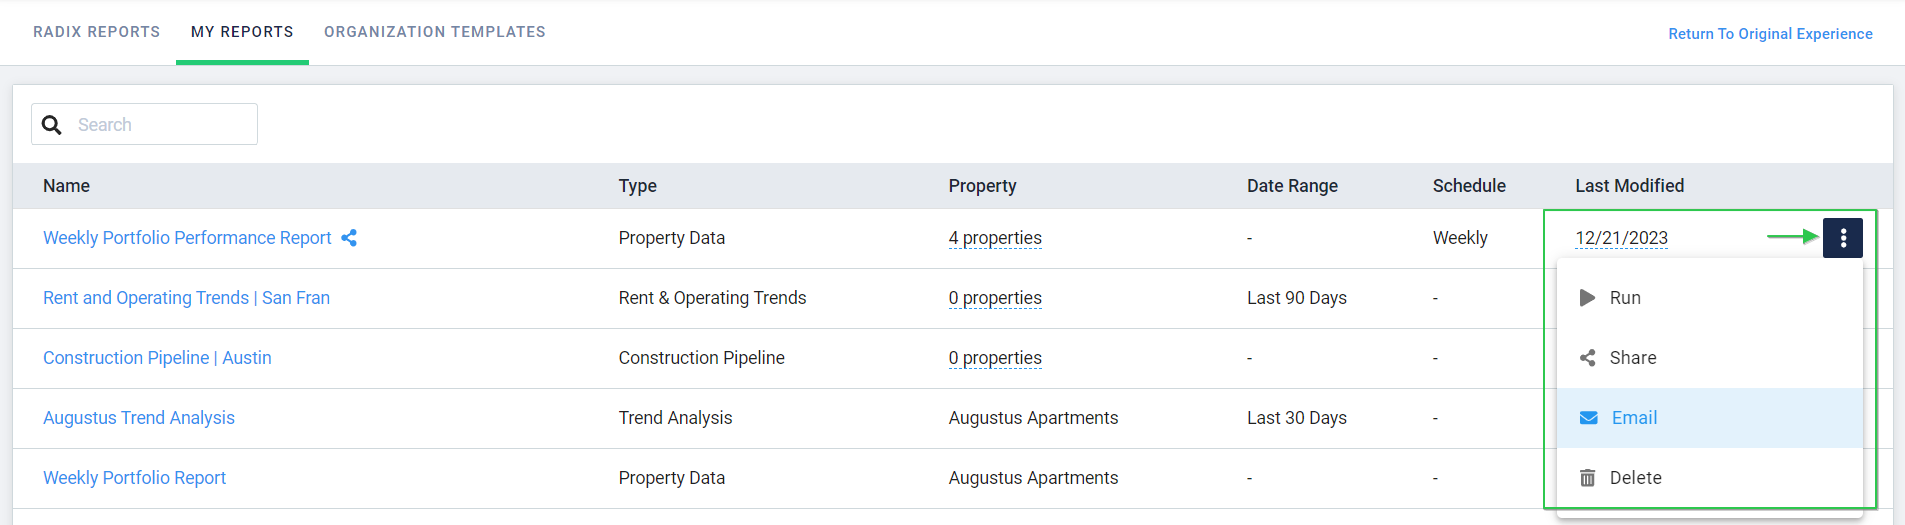 RADIX REPORTS MY REPORTS ORGANIZATION TEMPLATES Return To Original Experience
Search
Name Type Property Date Range Schedule Last Modified
Weekly Portfolio Performance Report Property Data 4 properties - Weekly 12/21/2023
Rent and Operating Trends | San Fran Rent & Operating Trends 0 properties Last 90 Days - Run
Construction Pipeline | Austin Construction Pipeline 0 properties - - Share
Augustus Trend Analysis Trend Analysis Augustus Apartments Last 30 Days - Email
Weekly Portfolio Report Property Data Augustus Apartments - - Delete